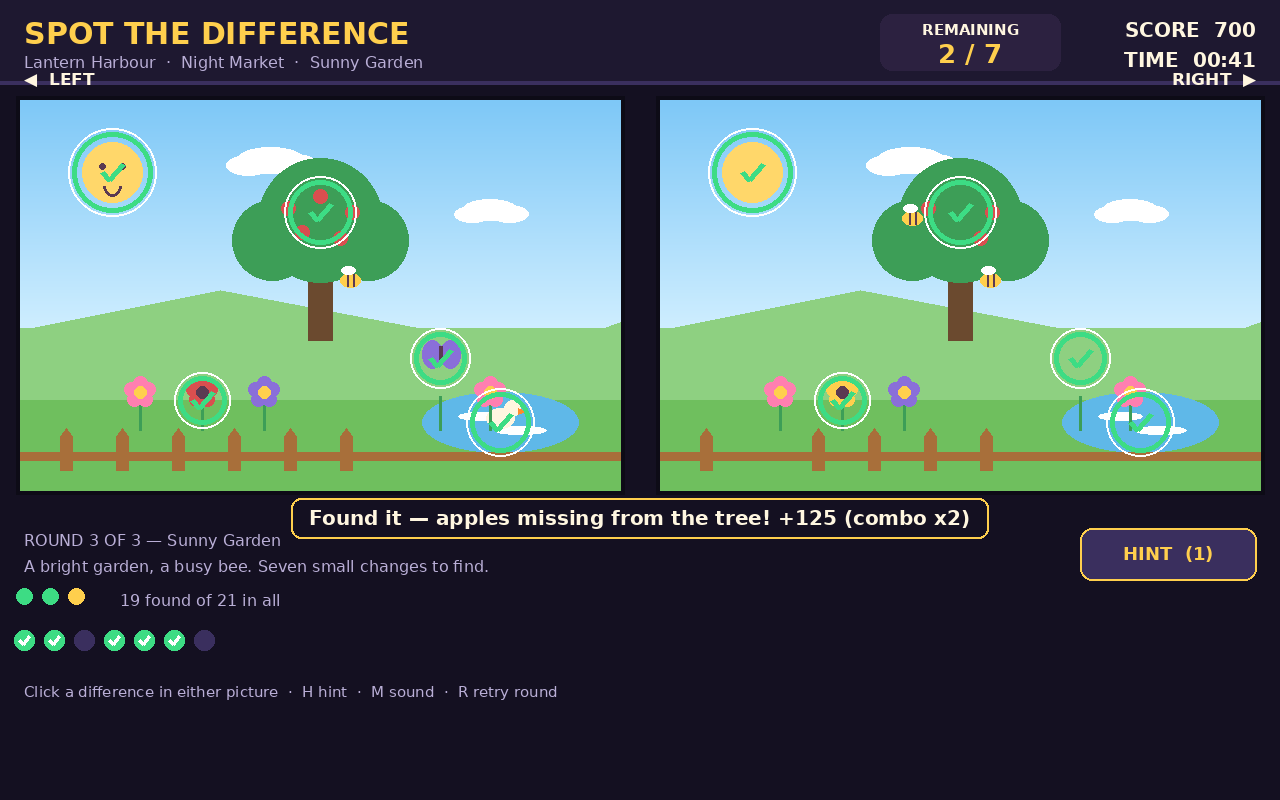 SPOT THE DIFFERENCE
Lantern Harbour · Night Market · Sunny Garden
REMAINING
2 / 7
SCORE 700
TIME 00:41
◀ LEFT
RIGHT ▶
Found it — apples missing from the tree! +125 (combo x2)
ROUND 3 OF 3 — Sunny Garden
A bright garden, a busy bee. Seven small changes to find.
HINT (1)
19 found of 21 in all
Click a difference in either picture · H hint · M sound · R retry round